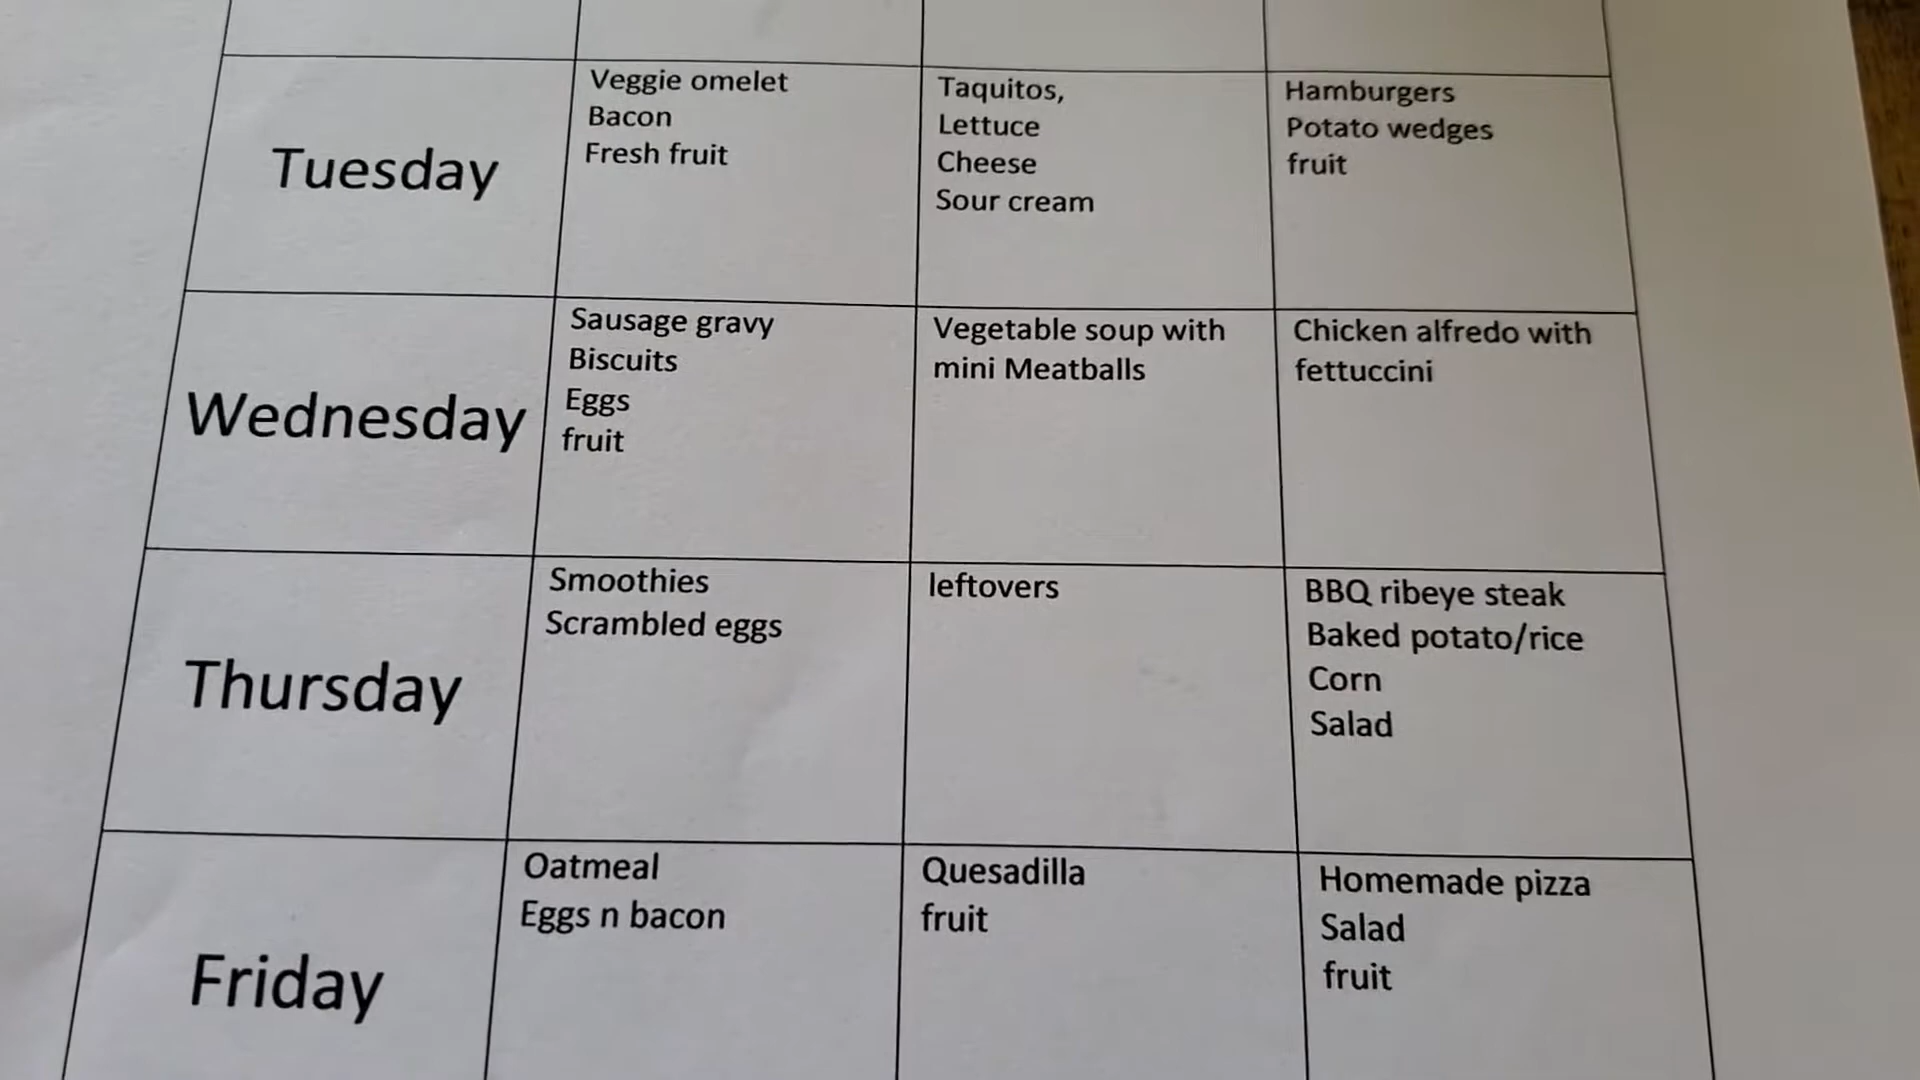 Tuesday
Veggie omelet
Bacon
Fresh fruit
Taquitos,
Lettuce
Cheese
Sour cream
Hamburgers
Potato wedges
fruit
Wednesday
Sausage gravy
Biscuits
Eggs
fruit
Vegetable soup with
mini Meatballs
Chicken alfredo with
fettuccini
Thursday
Smoothies
Scrambled eggs
leftovers
BBQ ribeye steak
Baked potato/rice
Corn
Salad
Friday
Oatmeal
Eggs n bacon
Quesadilla
fruit
Homemade pizza
Salad
fruit